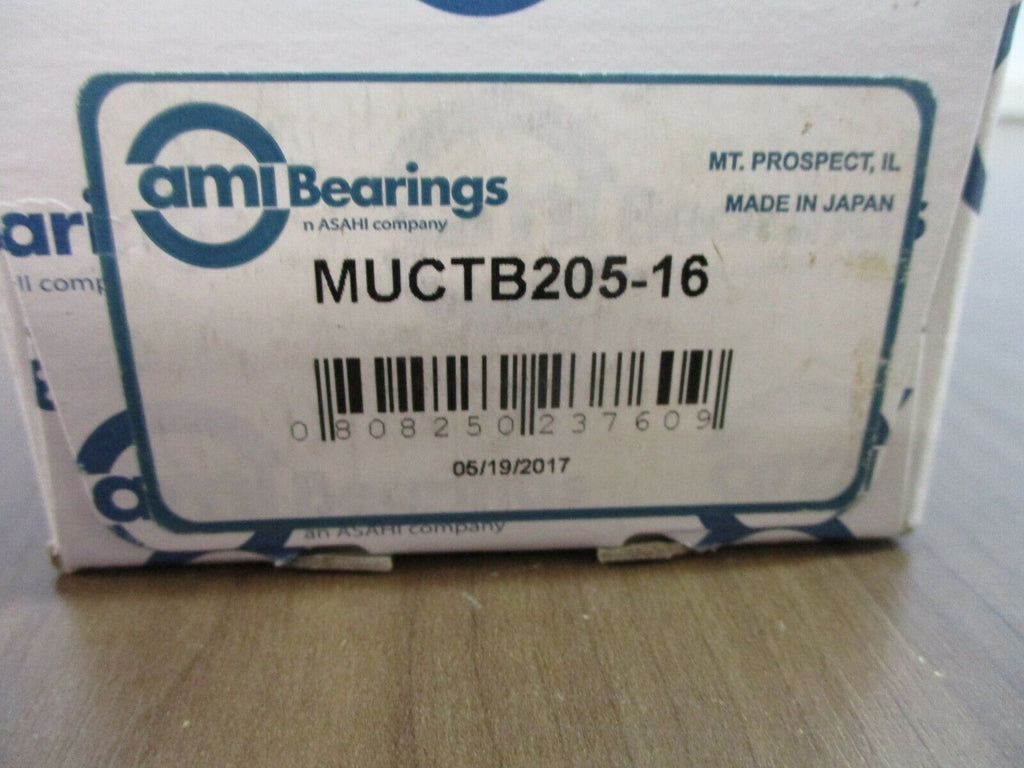 ami Bearings
n ASAHI company
MT. PROSPECT, IL
MADE IN JAPAN
MUCTB205-16
0 808250 237609
05/19/2017
an ASAHI company